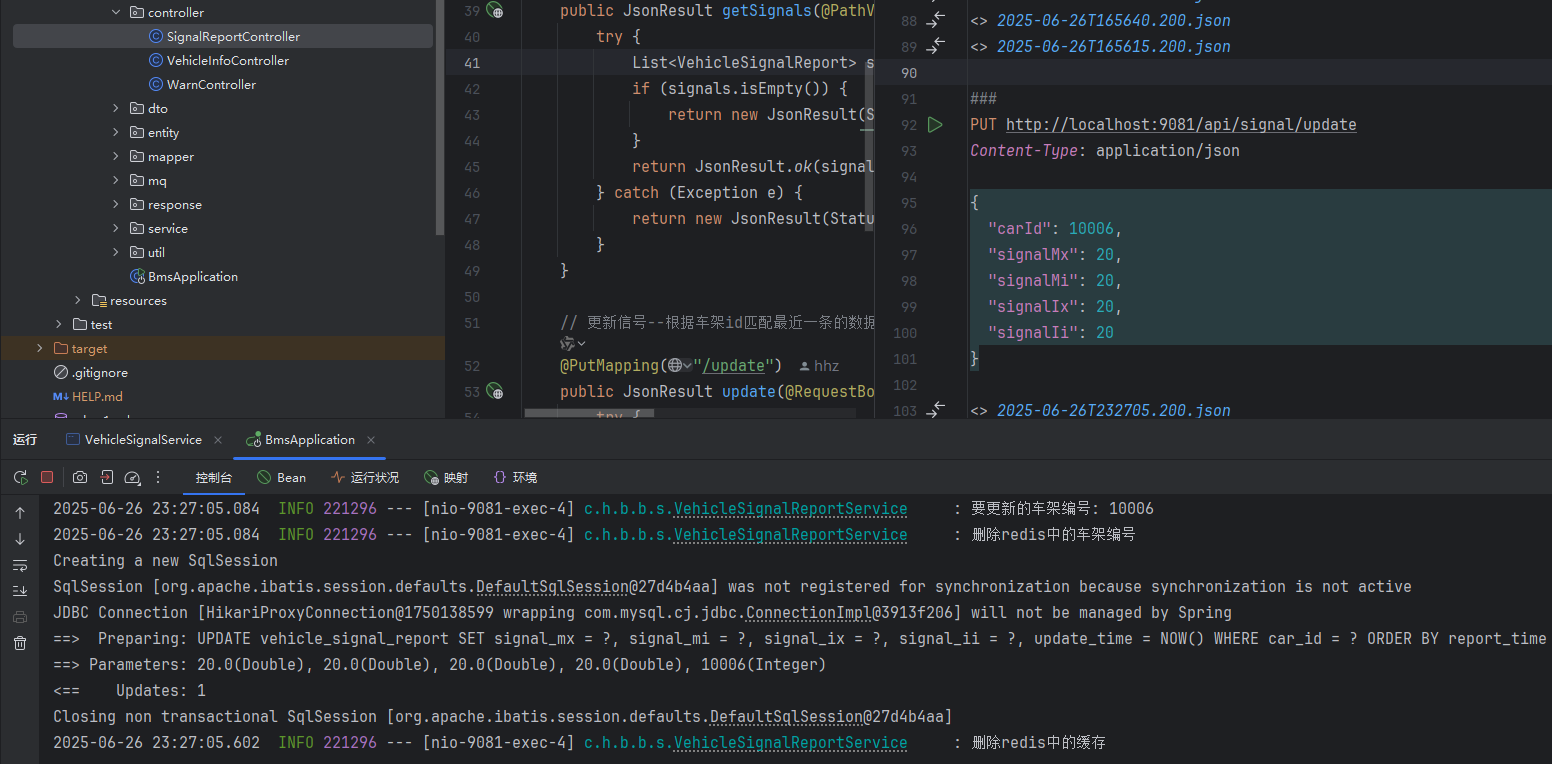 controller
SignalReportController
VehicleInfoController
WarnController
dto
entity
mapper
mq
response
service
util
BmsApplication
resources
test
target
.gitignore
M↓ HELP.md
39 public JsonResult getSignals(@PathV
40 try {
41 List<VehicleSignalReport> s
42 if (signals.isEmpty()) {
43 return new JsonResult(S
44 }
45 return JsonResult.ok(signal
46 } catch (Exception e) {
47 return new JsonResult(Statu
48 }
49 }
50
51 // 更新信号--根据车架id匹配最近一条的数据
52 @PutMapping("/update") hhz
53 public JsonResult update(@RequestBo
54 try {
88 <> 2025-06-26T165640.200.json
89 <> 2025-06-26T165615.200.json
90
91 ###
92 PUT http://localhost:9081/api/signal/update
93 Content-Type: application/json
94
95 {
96 "carId": 10006,
97 "signalMx": 20,
98 "signalMi": 20,
99 "signalIx": 20,
100 "signalIi": 20
101 }
102
103 <> 2025-06-26T232705.200.json
运行 VehicleSignalService × BmsApplication ×
控制台 Bean 运行状况 映射 环境
2025-06-26 23:27:05.084 INFO 221296 --- [nio-9081-exec-4] c.h.b.b.s.VehicleSignalReportService : 要更新的车架编号: 10006
2025-06-26 23:27:05.084 INFO 221296 --- [nio-9081-exec-4] c.h.b.b.s.VehicleSignalReportService : 删除redis中的车架编号
Creating a new SqlSession
SqlSession [org.apache.ibatis.session.defaults.DefaultSqlSession@27d4b4aa] was not registered for synchronization because synchronization is not active
JDBC Connection [HikariProxyConnection@1750138599 wrapping com.mysql.cj.jdbc.ConnectionImpl@3913f206] will not be managed by Spring
==> Preparing: UPDATE vehicle_signal_report SET signal_mx = ?, signal_mi = ?, signal_ix = ?, signal_ii = ?, update_time = NOW() WHERE car_id = ? ORDER BY report_time
==> Parameters: 20.0(Double), 20.0(Double), 20.0(Double), 20.0(Double), 10006(Integer)
<== Updates: 1
Closing non transactional SqlSession [org.apache.ibatis.session.defaults.DefaultSqlSession@27d4b4aa]
2025-06-26 23:27:05.602 INFO 221296 --- [nio-9081-exec-4] c.h.b.b.s.VehicleSignalReportService : 删除redis中的缓存